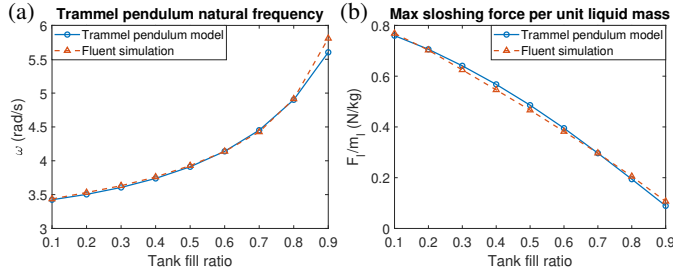 (a)
Trammel pendulum natural frequency
6
5.5
5
4.5
4
3.5
3
ω (rad/s)
Trammel pendulum model
Fluent simulation
0.1 0.2 0.3 0.4 0.5 0.6 0.7 0.8 0.9
Tank fill ratio
(b)
Max sloshing force per unit liquid mass
0.8
0.6
0.4
0.2
0
F_l/m_l (N/kg)
Trammel pendulum model
Fluent simulation
0.1 0.2 0.3 0.4 0.5 0.6 0.7 0.8 0.9
Tank fill ratio